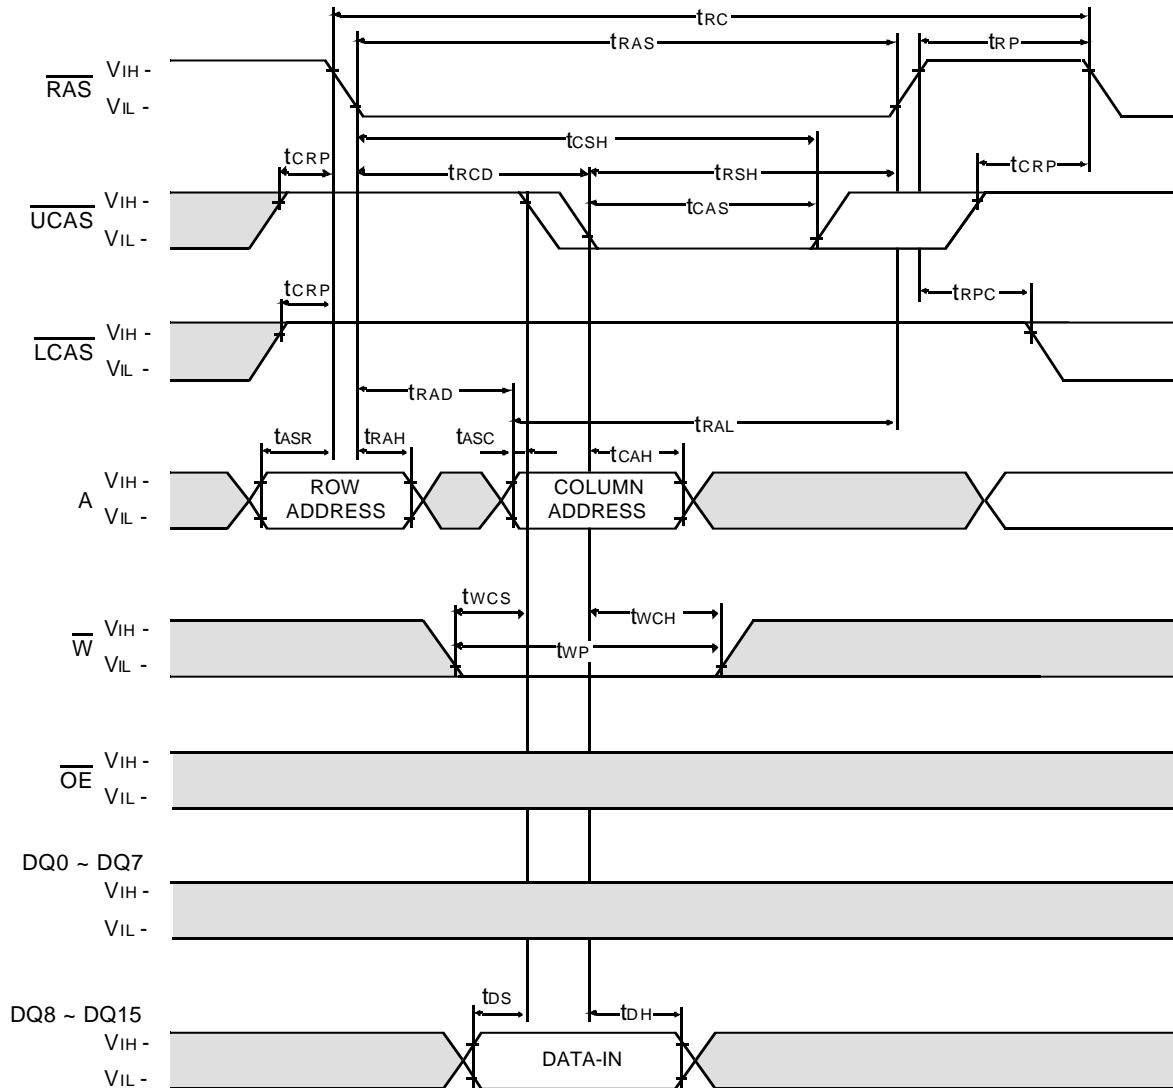 tRC
tRAS tRP
RAS VIH -
VIL -
tCSH
tCRP tRCD tRSH tCRP
UCAS VIH -
VIL - tCAS
tCRP tRPC
LCAS VIH -
VIL -
tRAD
tRAL
tASR tRAH tASC tCAH
A VIH - ROW COLUMN
VIL - ADDRESS ADDRESS
tWCS tWCH
W VIH -
VIL - tWP
OE VIH -
VIL -
DQ0 ~ DQ7
VIH -
VIL -
tDS tDH
DQ8 ~ DQ15
VIH -
DATA-IN
VIL -